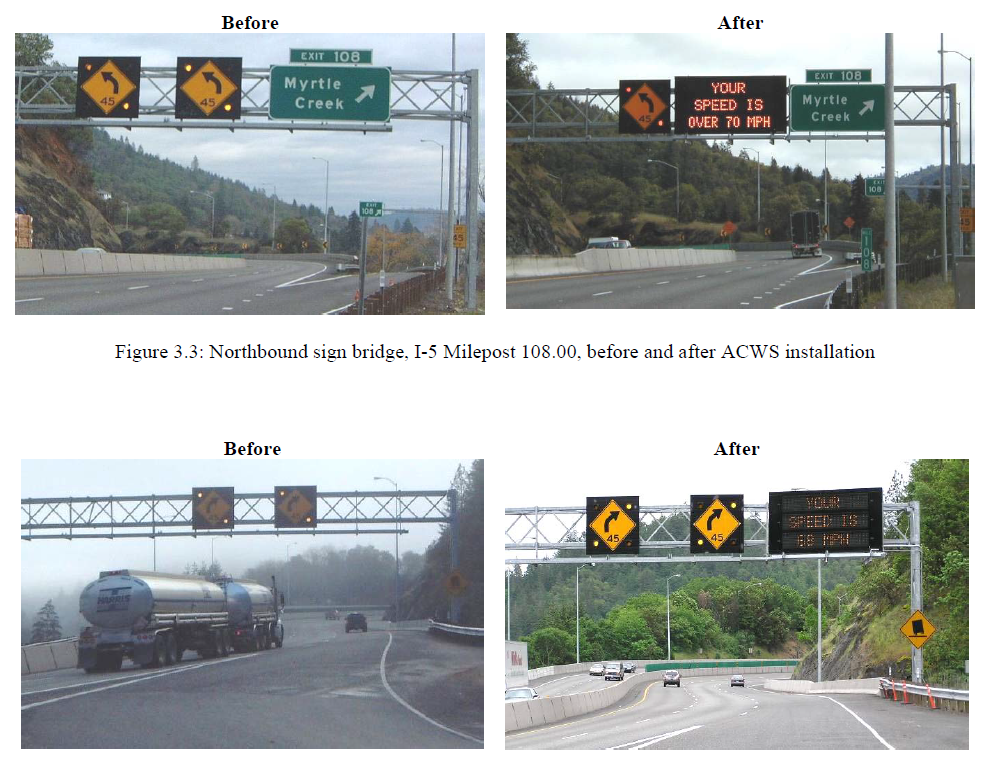 Before
After
EXIT 108
Myrtle
Creek
45
45
EXIT
108
45
EXIT 108
YOUR
SPEED IS
OVER 70 MPH
Myrtle
Creek
45
EXIT
108
108
Figure 3.3: Northbound sign bridge, I-5 Milepost 108.00, before and after ACWS installation
Before
After
HARRIS
YOUR
SPEED IS
68 MPH
45
45